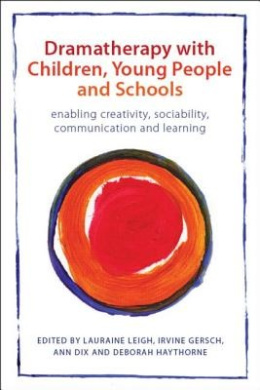 Dramatherapy with
Children, Young People
and Schools
enabling creativity, sociability,
communication and learning
EDITED BY LAURAINE LEIGH, IRVINE GERSCH,
ANN DIX AND DEBORAH HAYTHORNE